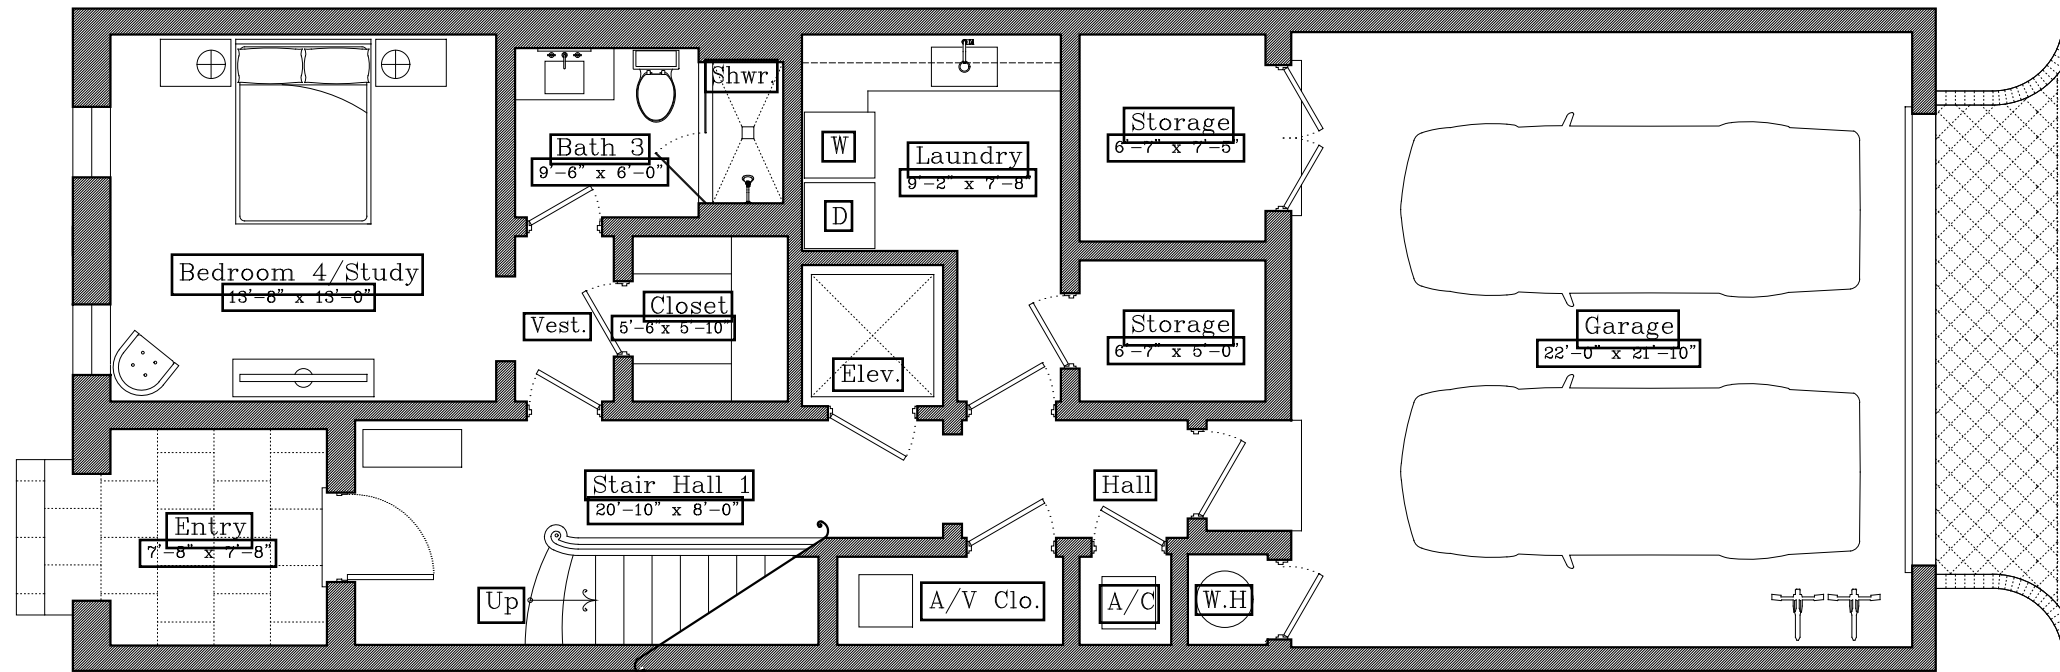 Shwr.
Bath 3
9'-6" x 6'-0"
W
D
Laundry
9'-2" x 7'-8"
Storage
6'-7" x 7'-5"
Bedroom 4/Study
13'-8" x 13'-0"
Vest.
Closet
5'-6"x 5'-10"
Elev.
Storage
6'-7" x 5'-0"
Garage
22'-0" x 21'-10"
Entry
7'-8" x 7'-8"
Stair Hall 1
20'-10" x 8'-0"
Hall
Up
A/V Clo.
A/C
W.H